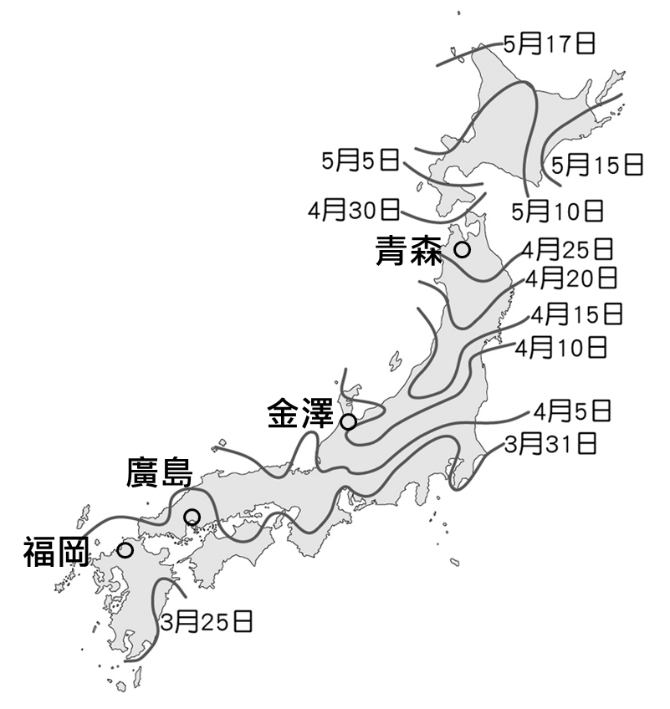 5月17日
5月5日
5月15日
4月30日
5月10日
青森
4月25日
4月20日
4月15日
4月10日
金澤
4月5日
3月31日
廣島
福岡
3月25日